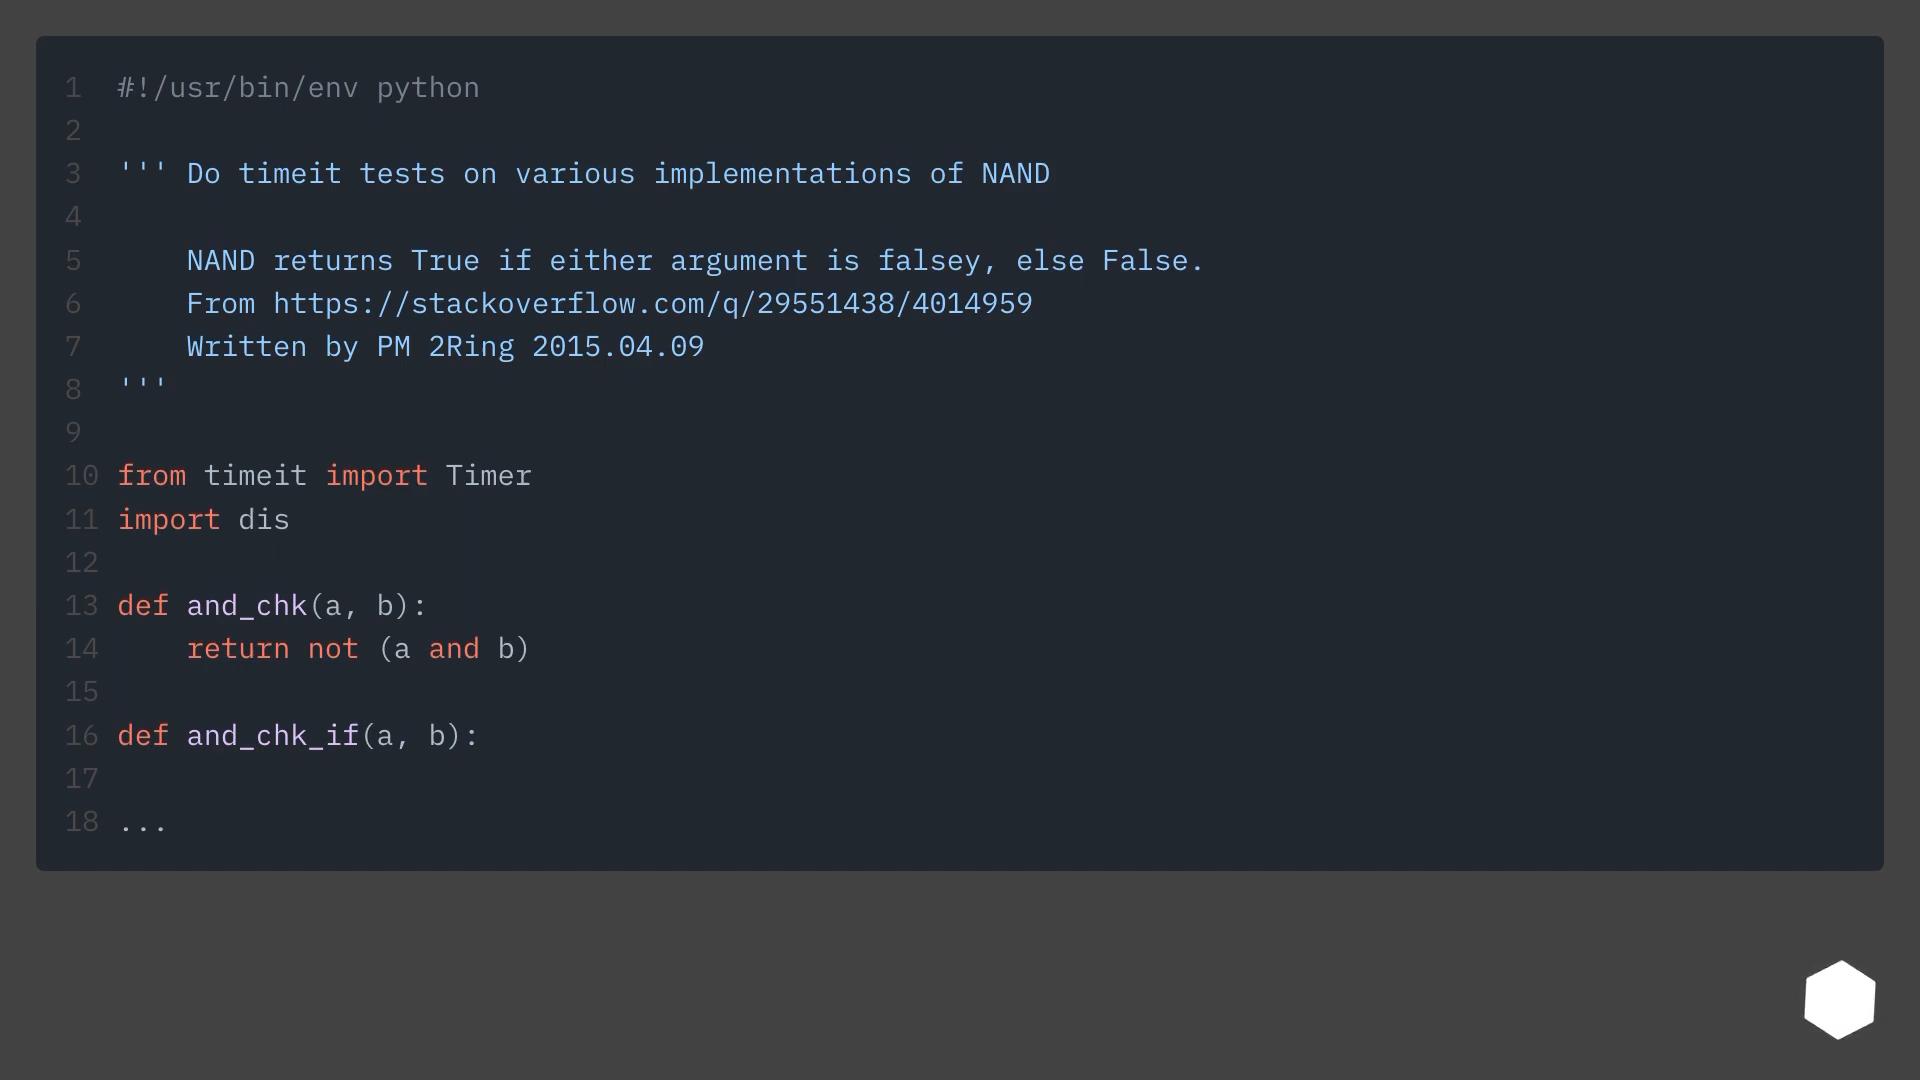 1 #!/usr/bin/env python
2
3 ''' Do timeit tests on various implementations of NAND
4
5     NAND returns True if either argument is falsey, else False.
6     From https://stackoverflow.com/q/29551438/4014959
7     Written by PM 2Ring 2015.04.09
8 '''
9
10 from timeit import Timer
11 import dis
12
13 def and_chk(a, b):
14     return not (a and b)
15
16 def and_chk_if(a, b):
17
18 ...